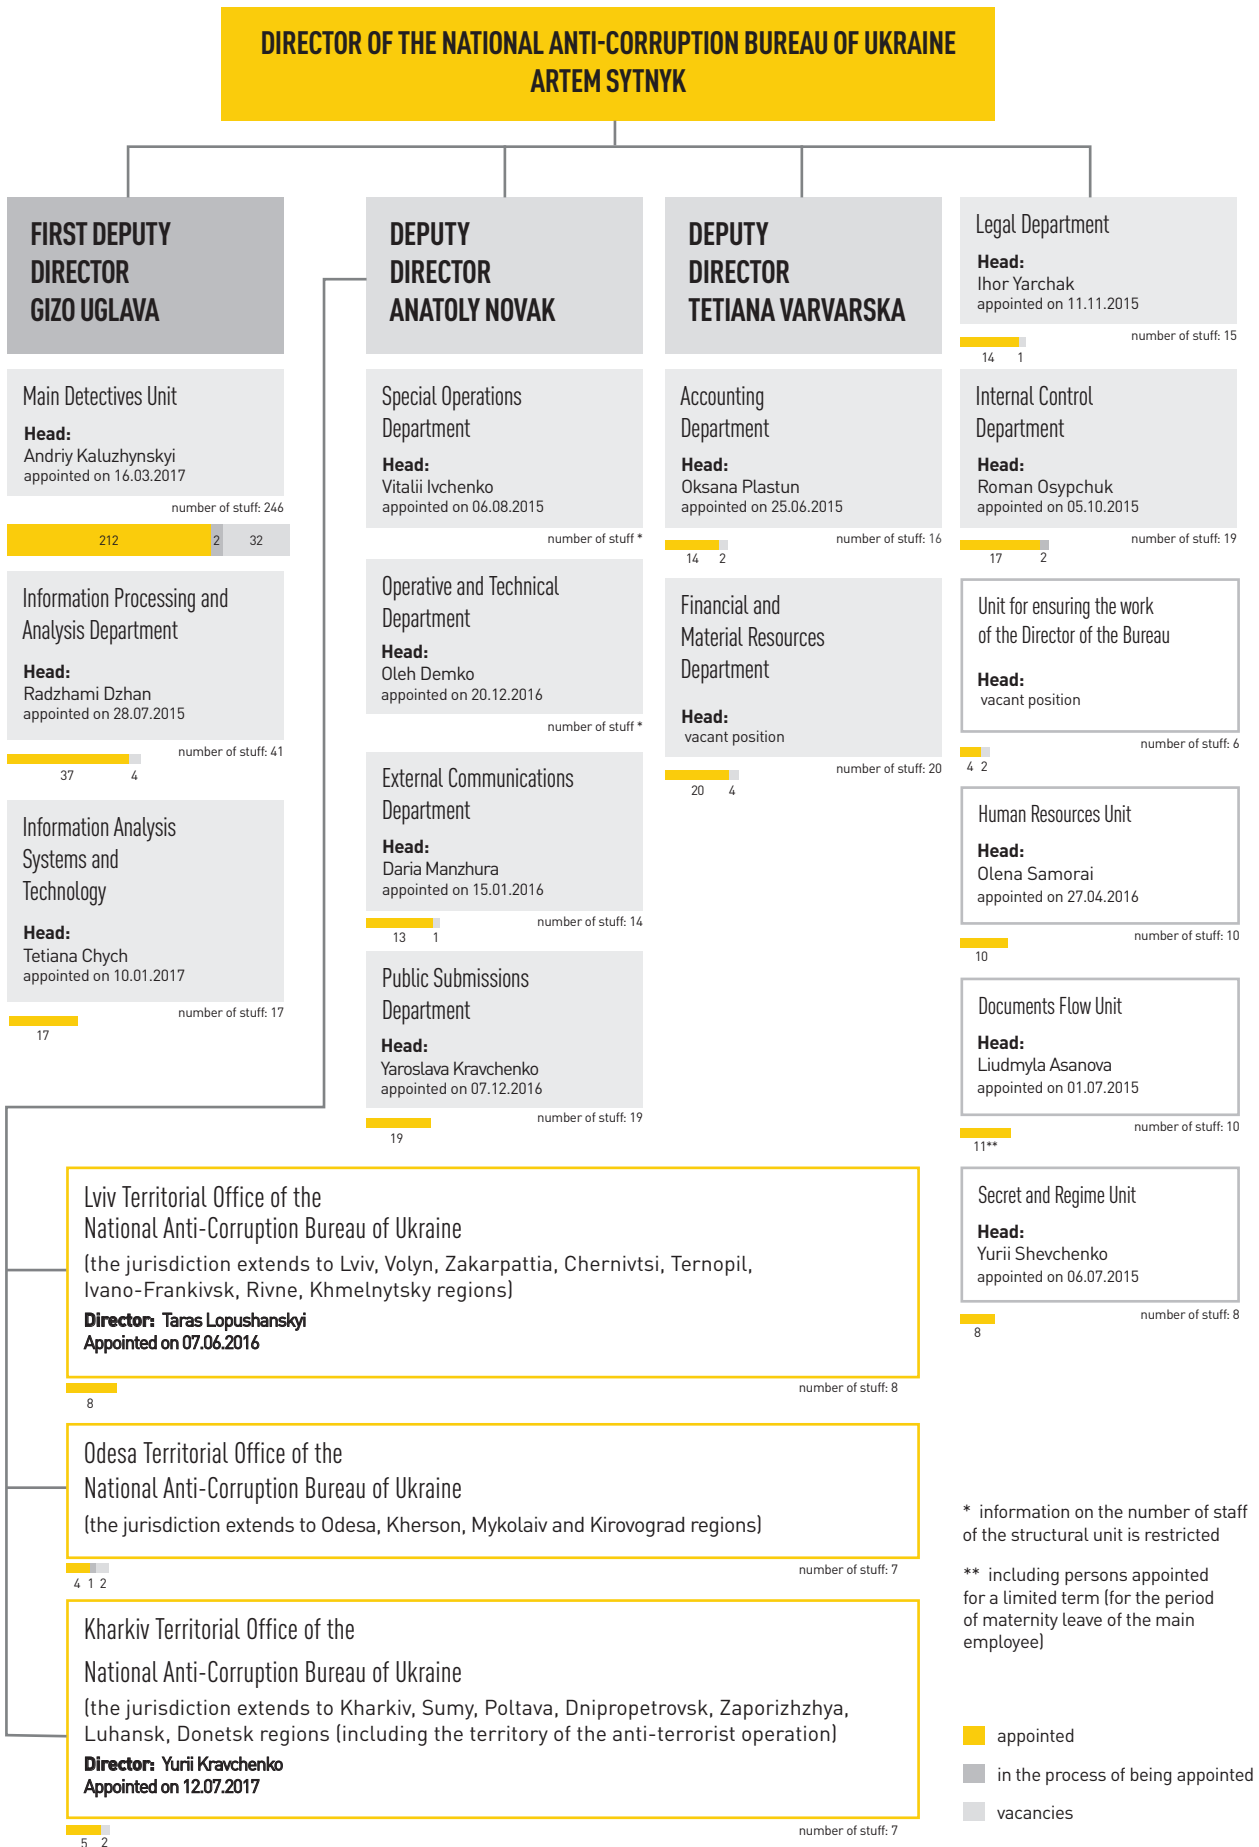 DIRECTOR OF THE NATIONAL ANTI-CORRUPTION BUREAU OF UKRAINE
ARTEM SYTNYK
FIRST DEPUTY
DIRECTOR
GIZO UGLAVA
Main Detectives Unit
Head:
Andriy Kaluzhynskyi
appointed on 16.03.2017
number of stuff: 246
212 2 32
Information Processing and
Analysis Department
Head:
Radzhami Dzhan
appointed on 28.07.2015
number of stuff: 41
37 4
Information Analysis
Systems and
Technology
Head:
Tetiana Chych
appointed on 10.01.2017
number of stuff: 17
17
DEPUTY
DIRECTOR
ANATOLY NOVAK
Special Operations
Department
Head:
Vitalii Ivchenko
appointed on 06.08.2015
number of stuff *
Operative and Technical
Department
Head:
Oleh Demko
appointed on 20.12.2016
number of stuff *
External Communications
Department
Head:
Daria Manzhura
appointed on 15.01.2016
number of stuff: 14
13 1
Public Submissions
Department
Head:
Yaroslava Kravchenko
appointed on 07.12.2016
number of stuff: 19
19
DEPUTY
DIRECTOR
TETIANA VARVARSKA
Accounting
Department
Head:
Oksana Plastun
appointed on 25.06.2015
number of stuff: 16
14 2
Financial and
Material Resources
Department
Head:
vacant position
number of stuff: 20
20 4
Legal Department
Head:
Ihor Yarchak
appointed on 11.11.2015
number of stuff: 15
14 1
Internal Control
Department
Head:
Roman Osypchuk
appointed on 05.10.2015
number of stuff: 19
17 2
Unit for ensuring the work
of the Director of the Bureau
Head:
vacant position
number of stuff: 6
4 2
Human Resources Unit
Head:
Olena Samorai
appointed on 27.04.2016
number of stuff: 10
10
Documents Flow Unit
Head:
Liudmyla Asanova
appointed on 01.07.2015
number of stuff: 10
11**
Secret and Regime Unit
Head:
Yurii Shevchenko
appointed on 06.07.2015
number of stuff: 8
8
Lviv Territorial Office of the
National Anti-Corruption Bureau of Ukraine
(the jurisdiction extends to Lviv, Volyn, Zakarpattia, Chernivtsi, Ternopil,
Ivano-Frankivsk, Rivne, Khmelnytsky regions)
Director: Taras Lopushanskyi
Appointed on 07.06.2016
number of stuff: 8
8
Odesa Territorial Office of the
National Anti-Corruption Bureau of Ukraine
(the jurisdiction extends to Odesa, Kherson, Mykolaiv and Kirovograd regions)
number of stuff: 7
4 1 2
Kharkiv Territorial Office of the
National Anti-Corruption Bureau of Ukraine
(the jurisdiction extends to Kharkiv, Sumy, Poltava, Dnipropetrovsk, Zaporizhzhya,
Luhansk, Donetsk regions (including the territory of the anti-terrorist operation)
Director: Yurii Kravchenko
Appointed on 12.07.2017
number of stuff: 7
5 2
* information on the number of staff
of the structural unit is restricted
** including persons appointed
for a limited term (for the period
of maternity leave of the main
employee)
appointed
in the process of being appointed
vacancies